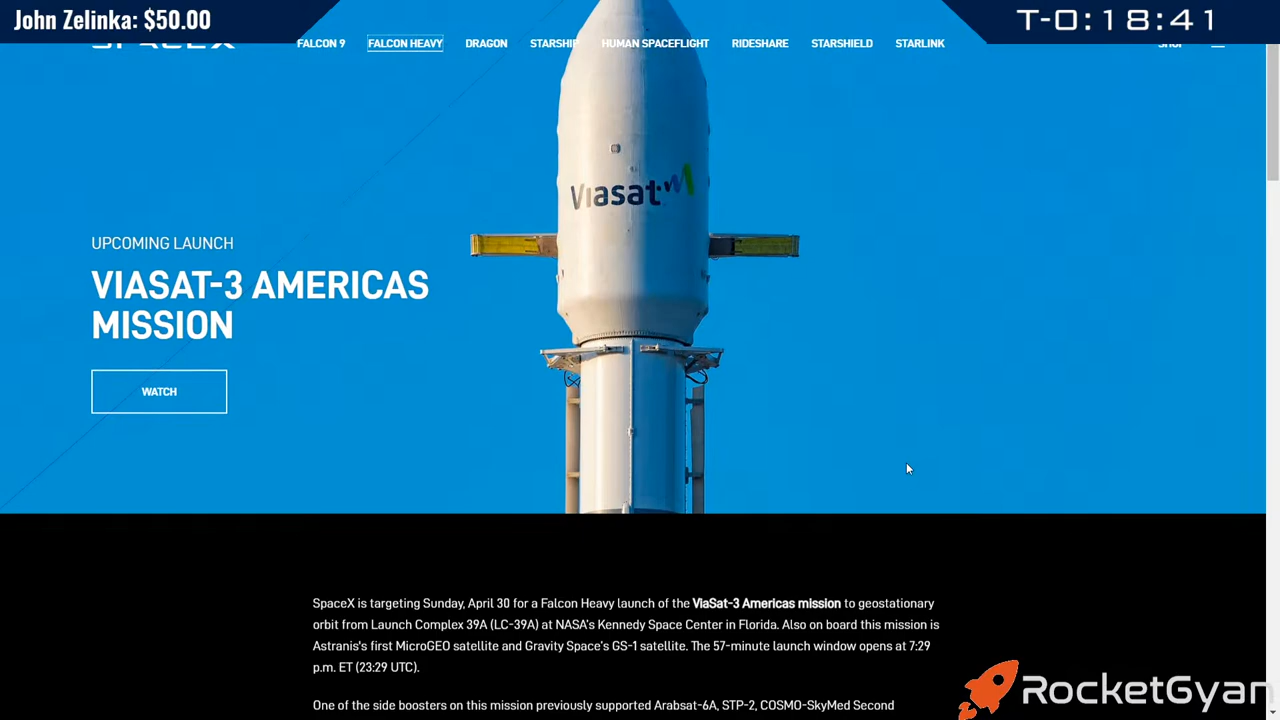 John Zelinka: $50.00
T-0:18:41
SPACEX
FALCON 9 FALCON HEAVY DRAGON STARSHIP HUMAN SPACEFLIGHT RIDESHARE STARSHIELD STARLINK SHOP
Viasat
UPCOMING LAUNCH
VIASAT-3 AMERICAS
MISSION
WATCH
SpaceX is targeting Sunday, April 30 for a Falcon Heavy launch of the ViaSat-3 Americas mission to geostationary
orbit from Launch Complex 39A (LC-39A) at NASA's Kennedy Space Center in Florida. Also on board this mission is
Astranis's first MicroGEO satellite and Gravity Space's GS-1 satellite. The 57-minute launch window opens at 7:29
p.m. ET (23:29 UTC).
One of the side boosters on this mission previously supported Arabsat-6A, STP-2, COSMO-SkyMed Second
RocketGyan